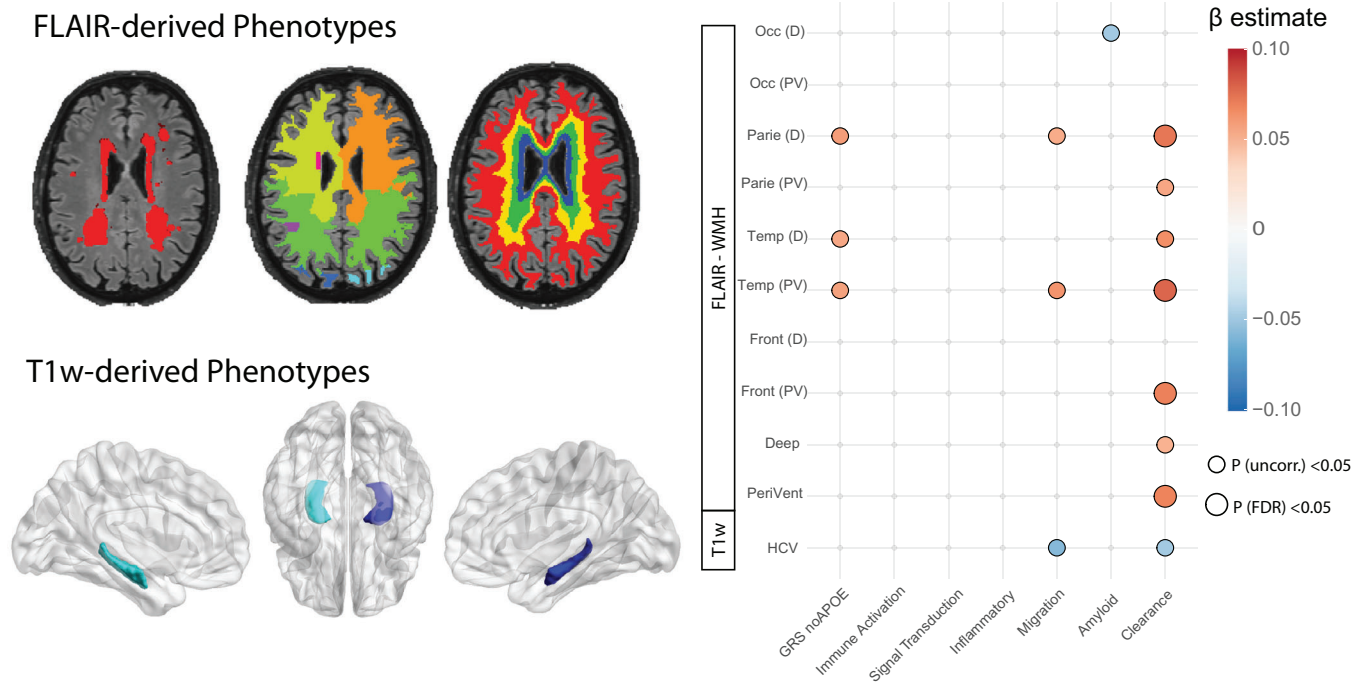 FLAIR-derived Phenotypes
T1w-derived Phenotypes
FLAIR - WMH
T1w
Occ (D)
Occ (PV)
Parie (D)
Parie (PV)
Temp (D)
Temp (PV)
Front (D)
Front (PV)
Deep
PeriVent
HCV
GRS noAPOE
Immune Activation
Signal Transduction
Inflammatory
Migration
Amyloid
Clearance
β estimate
0.10
0.05
0
−0.05
−0.10
P (uncorr.) <0.05
P (FDR) <0.05